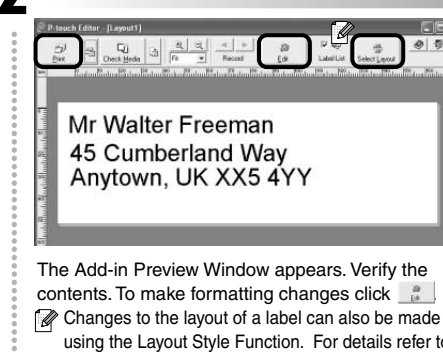 2
P-touch Editor - [Layout1]
Print Check Media Fit Record Edit Label List Select Layout
Mr Walter Freeman
45 Cumberland Way
Anytown, UK XX5 4YY
The Add-in Preview Window appears. Verify the
contents. To make formatting changes click Edit.
Changes to the layout of a label can also be made
using the Layout Style Function. For details refer to